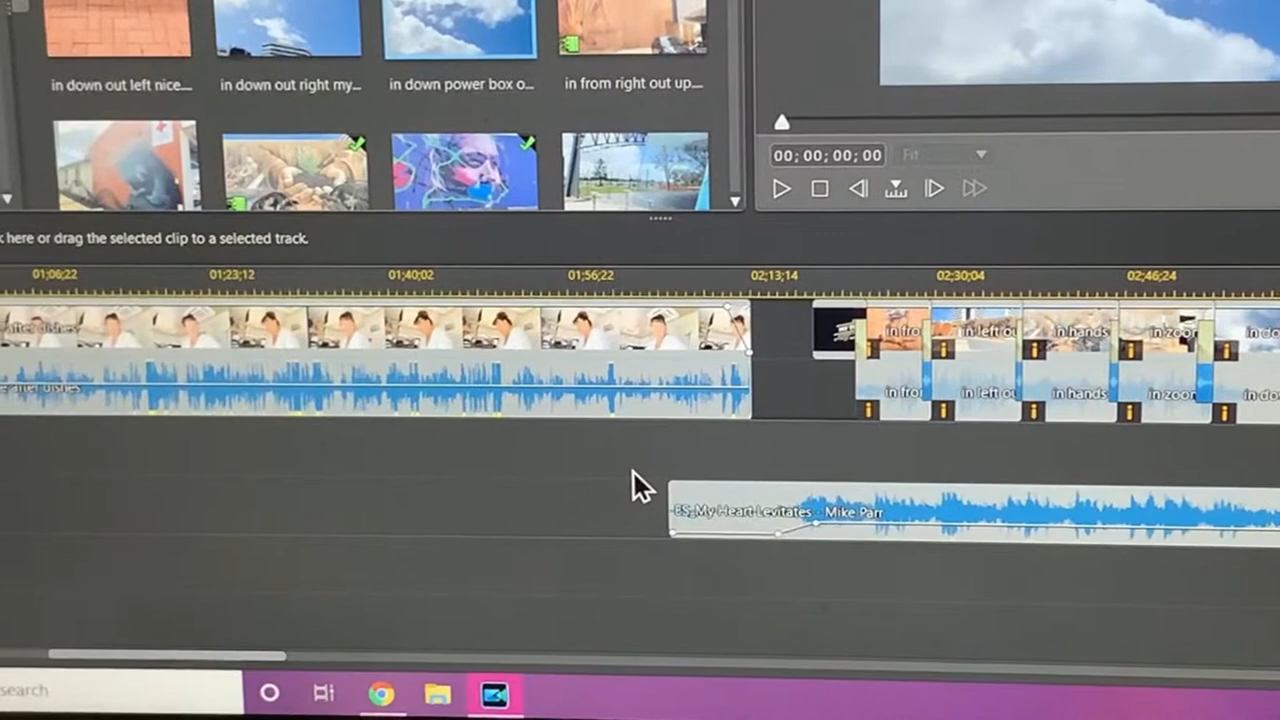 in down out left nice...
in down out right my...
in down power box o...
in from right out up....
00;00;00;00
Fit
k here or drag the selected clip to a selected track.
01;06;22
01;23;12
01;40;02
01;56;22
02;13;14
02;30;04
02;46;24
after dishes
in fro
in left ou
in hands
in zoor
in do
e after dishes
in fro
in left ou
in hands
in zoor
in do
BS_My Heart Levitates - Mike Parr
search